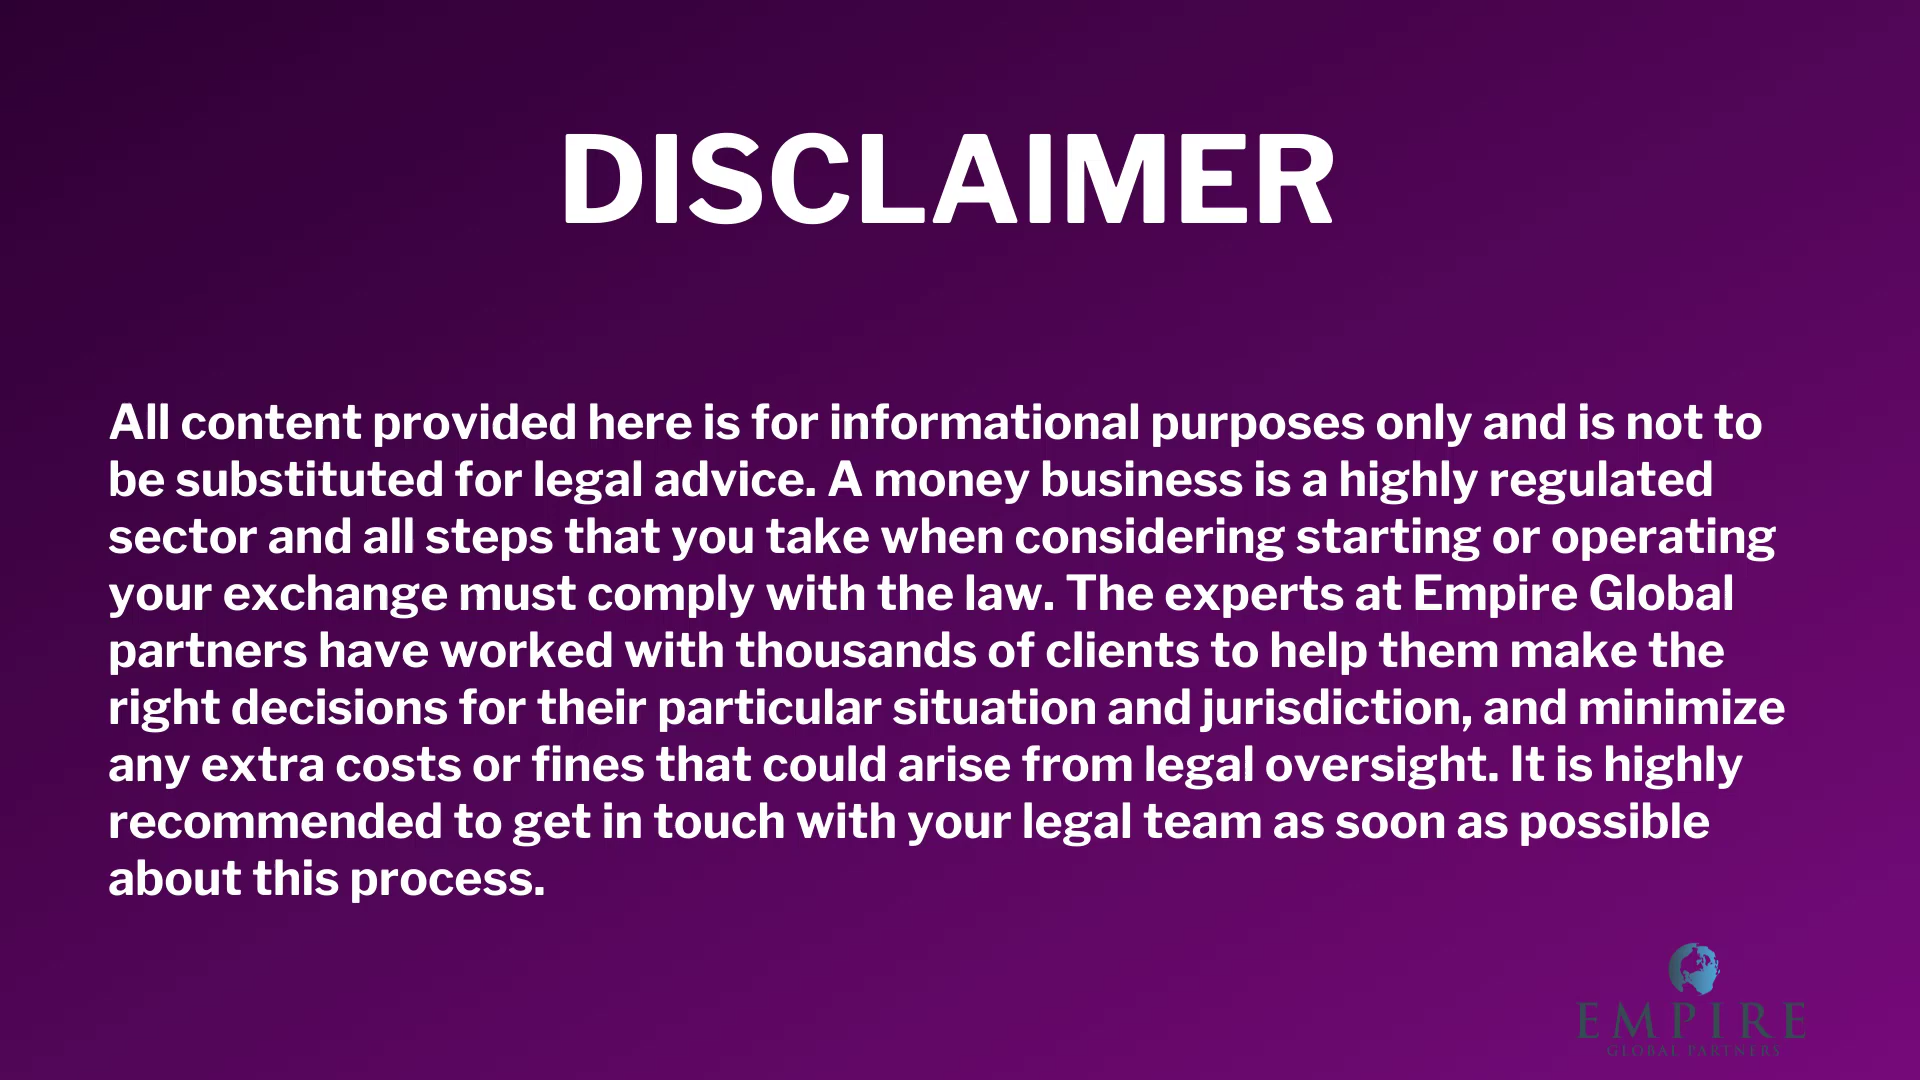 DISCLAIMER
All content provided here is for informational purposes only and is not to
be substituted for legal advice. A money business is a highly regulated
sector and all steps that you take when considering starting or operating
your exchange must comply with the law. The experts at Empire Global
partners have worked with thousands of clients to help them make the
right decisions for their particular situation and jurisdiction, and minimize
any extra costs or fines that could arise from legal oversight. It is highly
recommended to get in touch with your legal team as soon as possible
about this process.
EMPIRE
GLOBAL PARTNERS